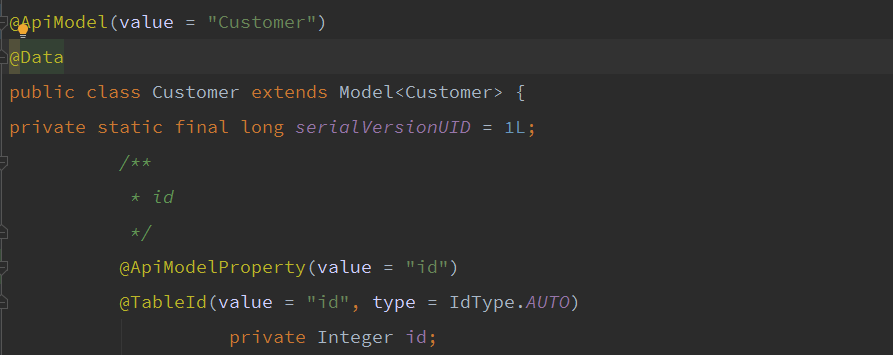 @ApiModel(value = "Customer")
@Data
public class Customer extends Model<Customer> {
private static final long serialVersionUID = 1L;
/**
* id
*/
@ApiModelProperty(value = "id")
@TableId(value = "id", type = IdType.AUTO)
private Integer id;